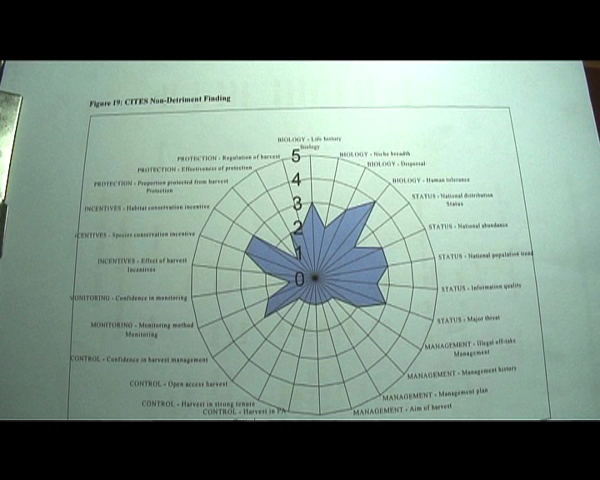 Figure 19: CITES Non-Detriment Finding
BIOLOGY - Life history
Biology
BIOLOGY - Niche breadth
BIOLOGY - Dispersal
BIOLOGY - Human tolerance
STATUS - National distribution
Status
STATUS - National abundance
STATUS - National population trend
STATUS - Information quality
STATUS - Major threat
MANAGEMENT - Illegal off-take
Management
MANAGEMENT - Management history
MANAGEMENT - Management plan
MANAGEMENT - Aim of harvest
CONTROL - Harvest in PA
CONTROL - Harvest in strong tenure
CONTROL - Open access harvest
CONTROL - Confidence in harvest management
MONITORING - Monitoring method
Monitoring
MONITORING - Confidence in monitoring
INCENTIVES - Effect of harvest
Incentives
INCENTIVES - Species conservation incentive
INCENTIVES - Habitat conservation incentive
PROTECTION - Proportion protected from harvest
Protection
PROTECTION - Effectiveness of protection
PROTECTION - Regulation of harvest
5
4
3
2
1
0